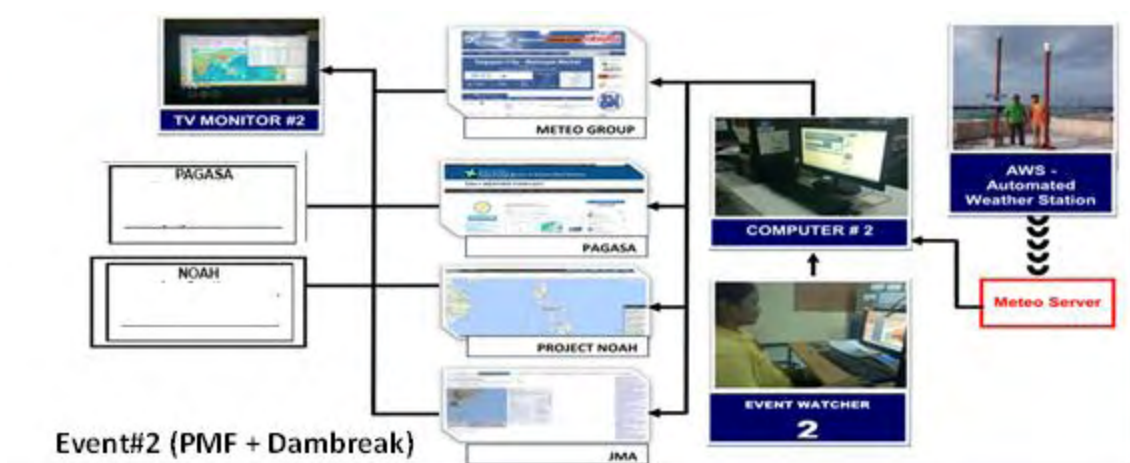 TV MONITOR #2
METEO GROUP
PAGASA
PAGASA
NOAH
PROJECT NOAH
JMA
COMPUTER # 2
EVENT WATCHER
2
AWS -
Automated
Weather Station
Meteo Server
Event#2 (PMF + Dambreak)